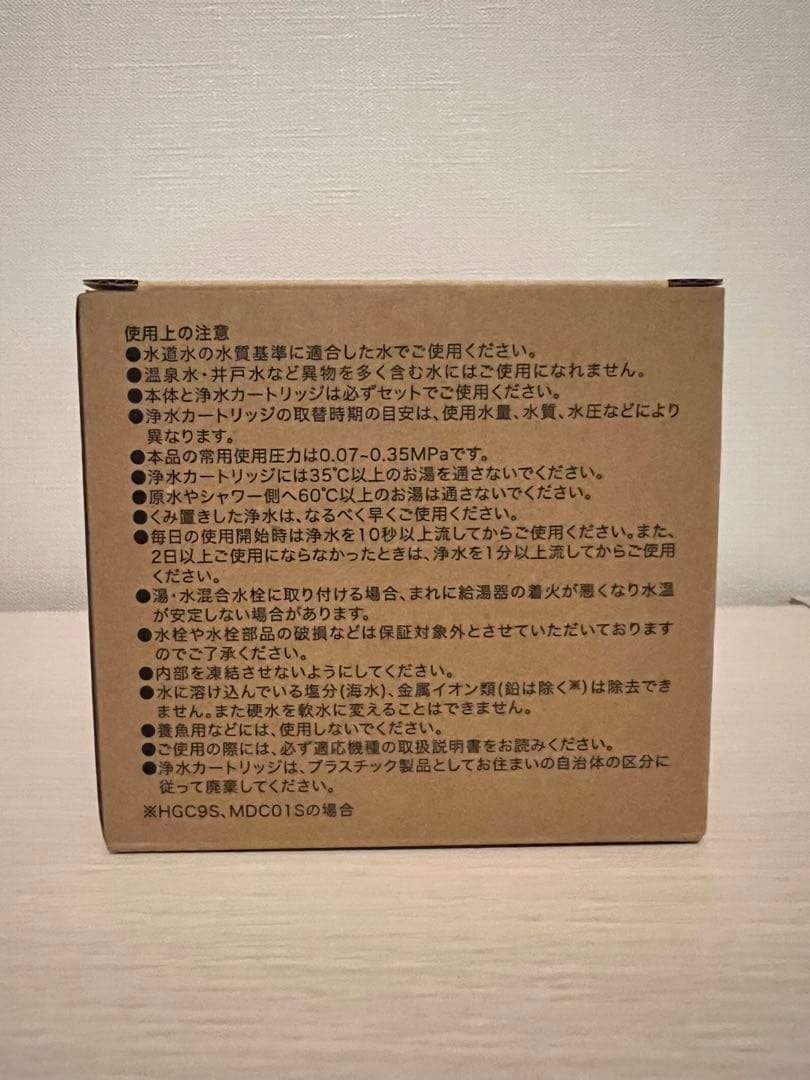 使用上の注意
●水道水の水質基準に適合した水でご使用ください。
●温泉水・井戸水など異物を多く含む水にはご使用になれません。
●本体と浄水カートリッジは必ずセットでご使用ください。
●浄水カートリッジの取替時期の目安は、使用水量、水質、水圧などにより
異なります。
●本品の常用使用圧力は0.07~0.35MPaです。
●浄水カートリッジには35℃以上のお湯を通さないでください。
●原水やシャワー側へ60℃以上のお湯は通さないでください。
●くみ置きした浄水は、なるべく早くご使用ください。
●毎日の使用開始時は浄水を10秒以上流してからご使用ください。また、
2日以上ご使用にならなかったときは、浄水を1分以上流してからご使用
ください。
●湯・水混合水栓に取り付ける場合、まれに給湯器の着火が悪くなり水温
が安定しない場合があります。
●水栓や水栓部品の破損などは保証対象外とさせていただいております
のでご了承ください。
●内部を凍結させないようにしてください。
●水に溶け込んでいる塩分(海水)、金属イオン類(鉛は除く※)は除去でき
ません。また硬水を軟水に変えることはできません。
●養魚用などには、使用しないでください。
●ご使用の際には、必ず適応機種の取扱説明書をお読みください。
●浄水カートリッジは、プラスチック製品としてお住まいの自治体の区分に
従って廃棄してください。
※HGC9S、MDC01Sの場合